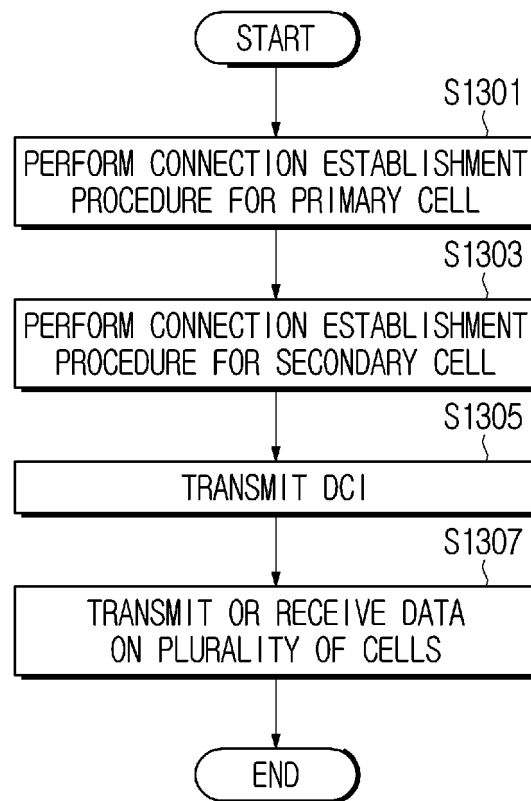 START
S1301
PERFORM CONNECTION ESTABLISHMENT
PROCEDURE FOR PRIMARY CELL
S1303
PERFORM CONNECTION ESTABLISHMENT
PROCEDURE FOR SECONDARY CELL
S1305
TRANSMIT DCI
S1307
TRANSMIT OR RECEIVE DATA
ON PLURALITY OF CELLS
END